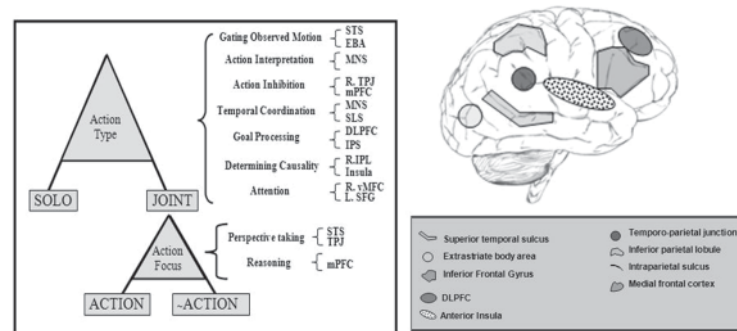 Action
Type
SOLO
JOINT
Gating Observed Motion
STS
EBA
Action Interpretation
MNS
Action Inhibition
R. TPJ
mPFC
Temporal Coordination
MNS
SLS
Goal Processing
DLPFC
IPS
Determining Causality
R.IPL
Insula
Attention
R. vMFC
L. SFG
Action
Focus
ACTION
~ACTION
Perspective taking
STS
TPJ
Reasoning
mPFC
Superior temporal sulcus
Extrastriate body area
Inferior Frontal Gyrus
DLPFC
Anterior Insula
Temporo-parietal junction
Inferior parietal lobule
Intraparietal sulcus
Medial frontal cortex